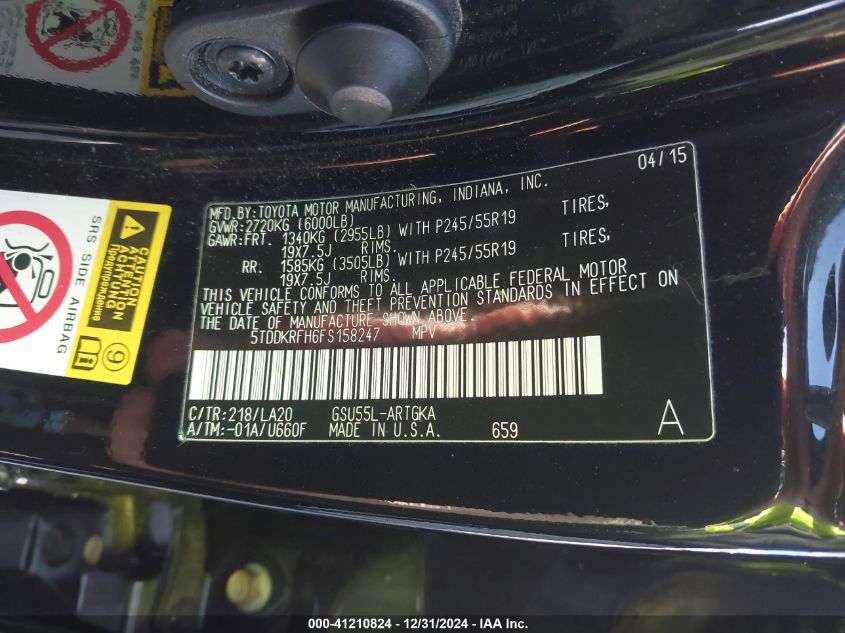 04/15
MFD.BY:TOYOTA MOTOR MANUFACTURING, INDIANA, INC.
GVWR:2720KG (6000LB)
GAWR:FRT. 1340KG (2955LB) WITH P245/55R19 TIRES,
19X7.5J RIMS.
RR. 1585KG (3505LB) WITH P245/55R19 TIRES,
19X7.5J RIMS.
THIS VEHICLE CONFORMS TO ALL APPLICABLE FEDERAL MOTOR
VEHICLE SAFETY AND THEFT PREVENTION STANDARDS IN EFFECT ON
THE DATE OF MANUFACTURE SHOWN ABOVE.
5TDDKRFH6FS158247 MPV
C/TR:218/LA20 GSU55L-ARTGKA
A/TM:-01A/U660F MADE IN U.S.A. 659 A
SRS SIDE AIRBAG
CAUTION
ATTENTION
ACHTUNG
Предупреждение
9
000-41210824 - 12/31/2024 - IAA Inc.